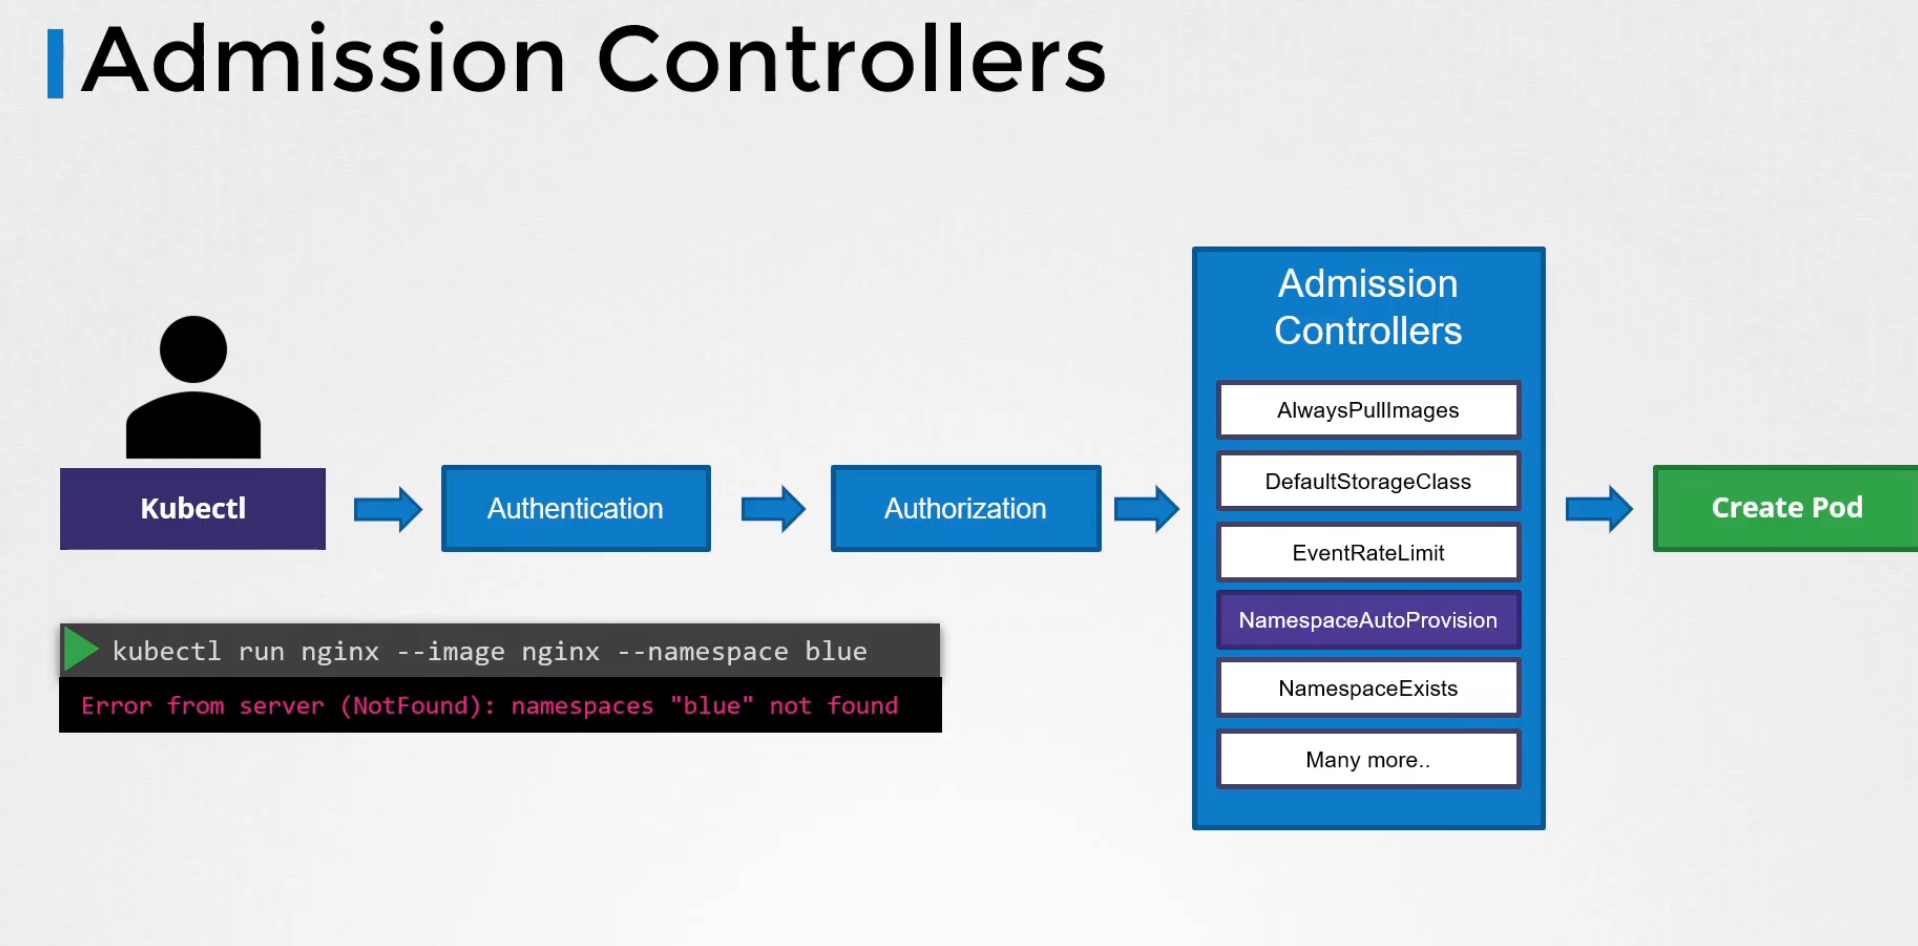 Admission Controllers
Kubectl
Authentication
Authorization
Admission
Controllers
AlwaysPullImages
DefaultStorageClass
EventRateLimit
NamespaceAutoProvision
NamespaceExists
Many more..
Create Pod
kubectl run nginx --image nginx --namespace blue
Error from server (NotFound): namespaces "blue" not found